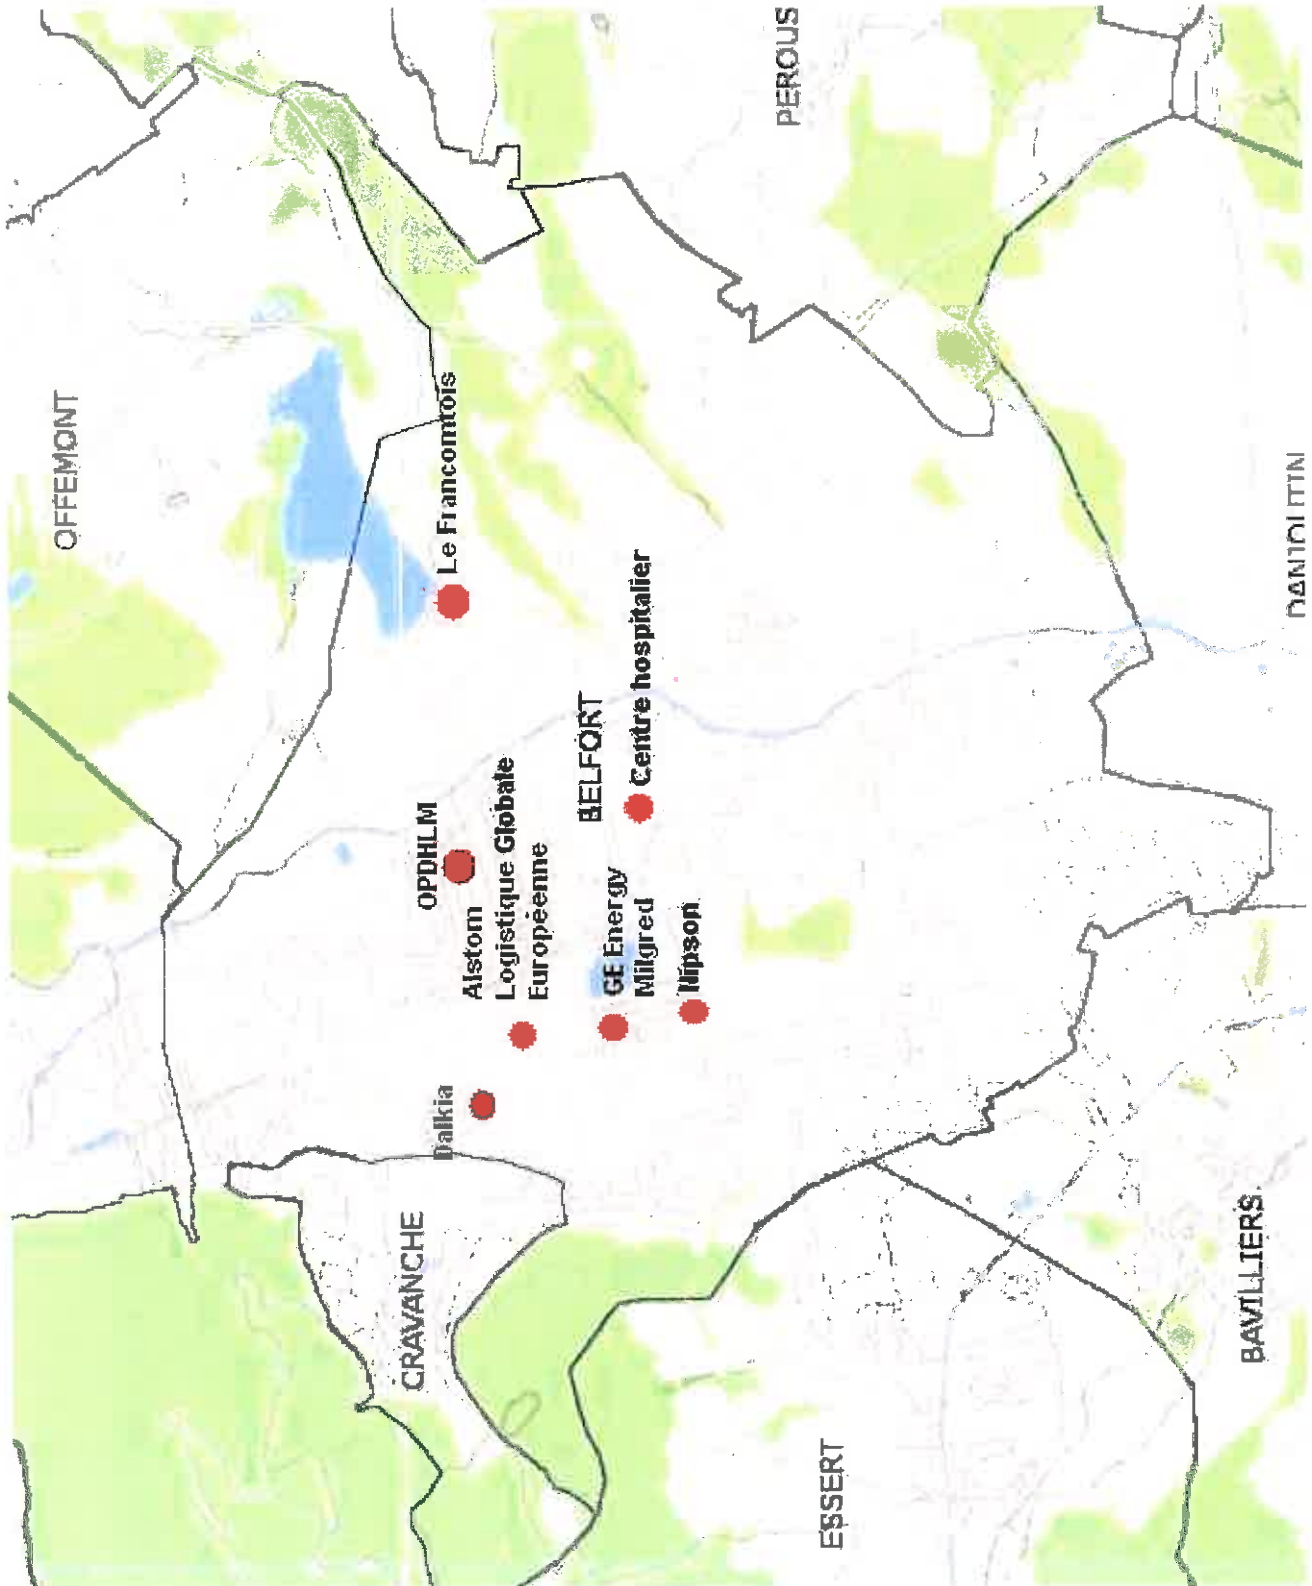 OFFEMONT
CRAVANCHE
OPDHLM
Dalkia
Le Francomtois
Alstom
Logistique Globale
Européenne
BELFORT
GE Energy
Milgred
Centre hospitalier
Nipson
PEROUS
ESSERT
BAVILLIERS
DANJOUTIN